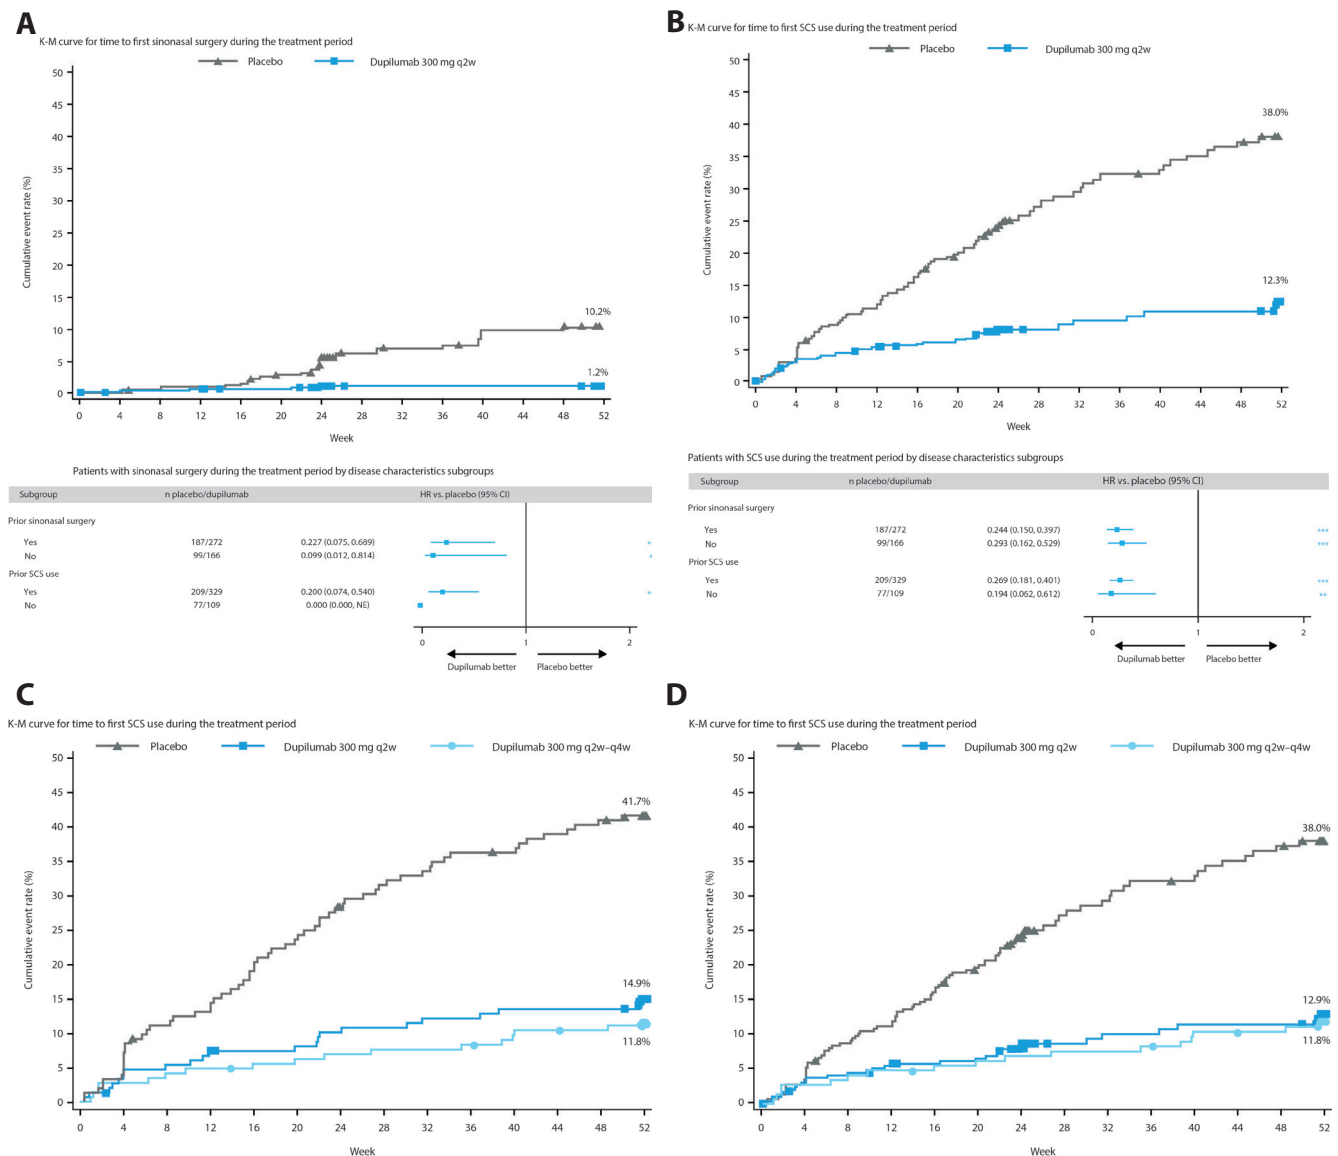 A
K-M curve for time to first sinonasal surgery during the treatment period
Placebo Dupilumab 300 mg q2w
Cumulative event rate (%)
50
45
40
35
30
25
20
15
10
5
0
10.2%
1.2%
0 4 8 12 16 20 24 28 32 36 40 44 48 52
Week
Patients with sinonasal surgery during the treatment period by disease characteristics subgroups
Subgroup n placebo/dupilumab HR vs. placebo (95% CI)
Prior sinonasal surgery
Yes 187/272 0.227 (0.075, 0.689) **
No 99/166 0.099 (0.012, 0.814) *
Prior SCS use
Yes 209/329 0.200 (0.074, 0.540) **
No 77/109 0.000 (0.000, NE)
0 1 2
Dupilumab better Placebo better
B
K-M curve for time to first SCS use during the treatment period
Placebo Dupilumab 300 mg q2w
Cumulative event rate (%)
50
45
40
35
30
25
20
15
10
5
0
38.0%
12.3%
0 4 8 12 16 20 24 28 32 36 40 44 48 52
Week
Patients with SCS use during the treatment period by disease characteristics subgroups
Subgroup n placebo/dupilumab HR vs. placebo (95% CI)
Prior sinonasal surgery
Yes 187/272 0.244 (0.150, 0.397) ***
No 99/166 0.293 (0.162, 0.529) ***
Prior SCS use
Yes 209/329 0.269 (0.181, 0.401) ***
No 77/109 0.194 (0.062, 0.612) **
0 1 2
Dupilumab better Placebo better
C
K-M curve for time to first SCS use during the treatment period
Placebo Dupilumab 300 mg q2w Dupilumab 300 mg q2w–q4w
Cumulative event rate (%)
50
45
40
35
30
25
20
15
10
5
0
41.7%
14.9%
11.8%
0 4 8 12 16 20 24 28 32 36 40 44 48 52
Week
D
K-M curve for time to first SCS use during the treatment period
Placebo Dupilumab 300 mg q2w Dupilumab 300 mg q2w–q4w
Cumulative event rate (%)
50
45
40
35
30
25
20
15
10
5
0
38.0%
12.9%
11.8%
0 4 8 12 16 20 24 28 32 36 40 44 48 52
Week